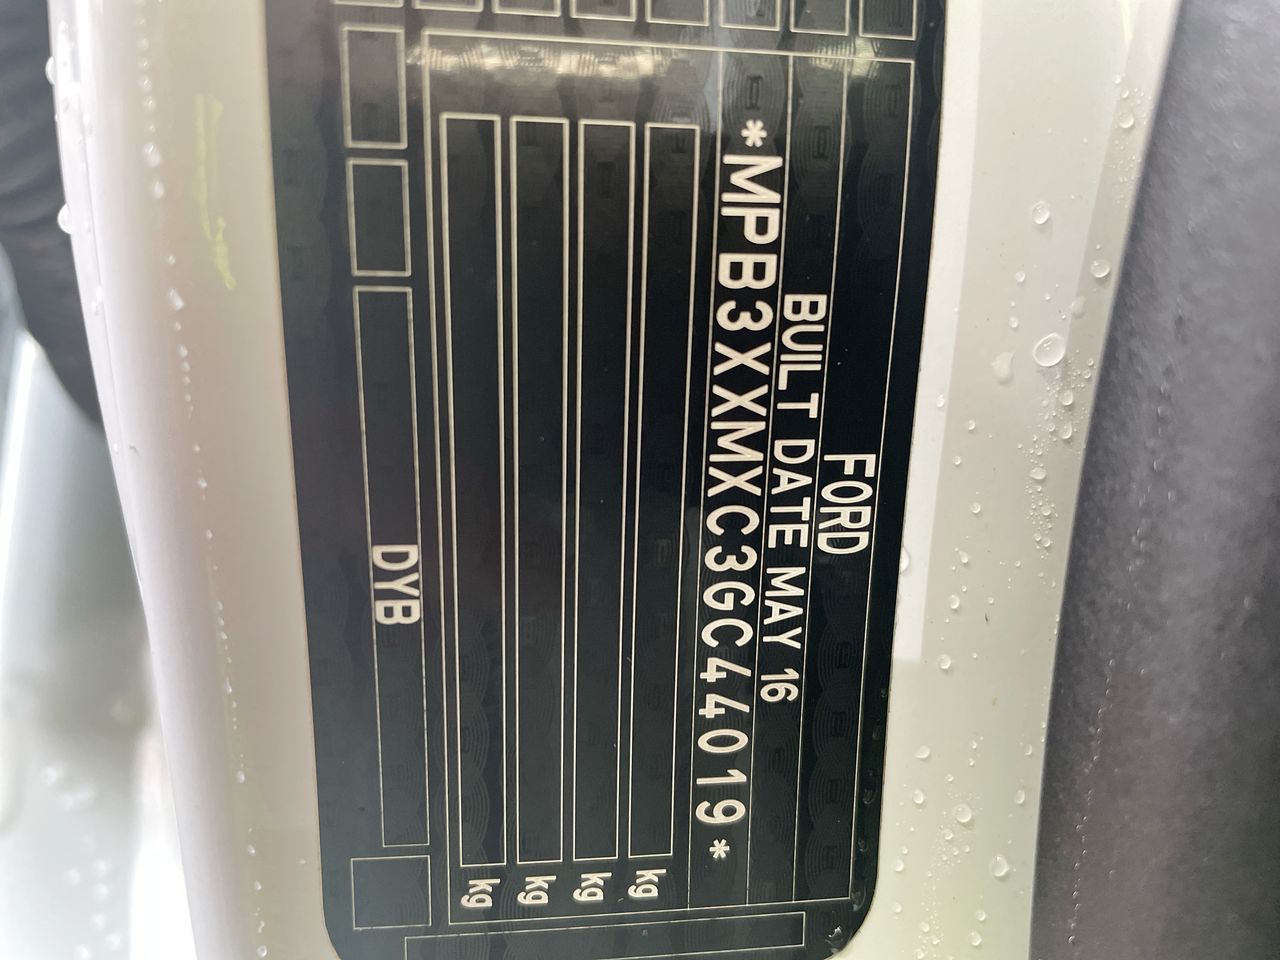 FORD
BUILT DATE MAY 16
*MPB3XXMXC3GC44019*
kg
kg
kg
kg
DYB